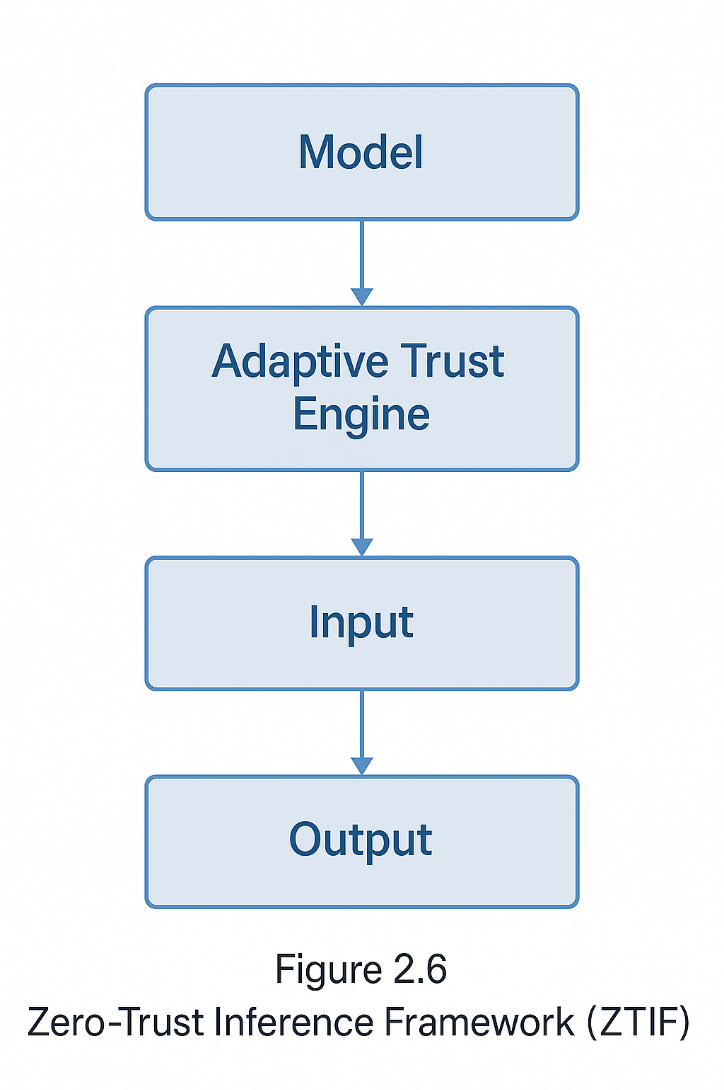 Model
Adaptive Trust
Engine
Input
Output
Figure 2.6
Zero-Trust Inference Framework (ZTIF)